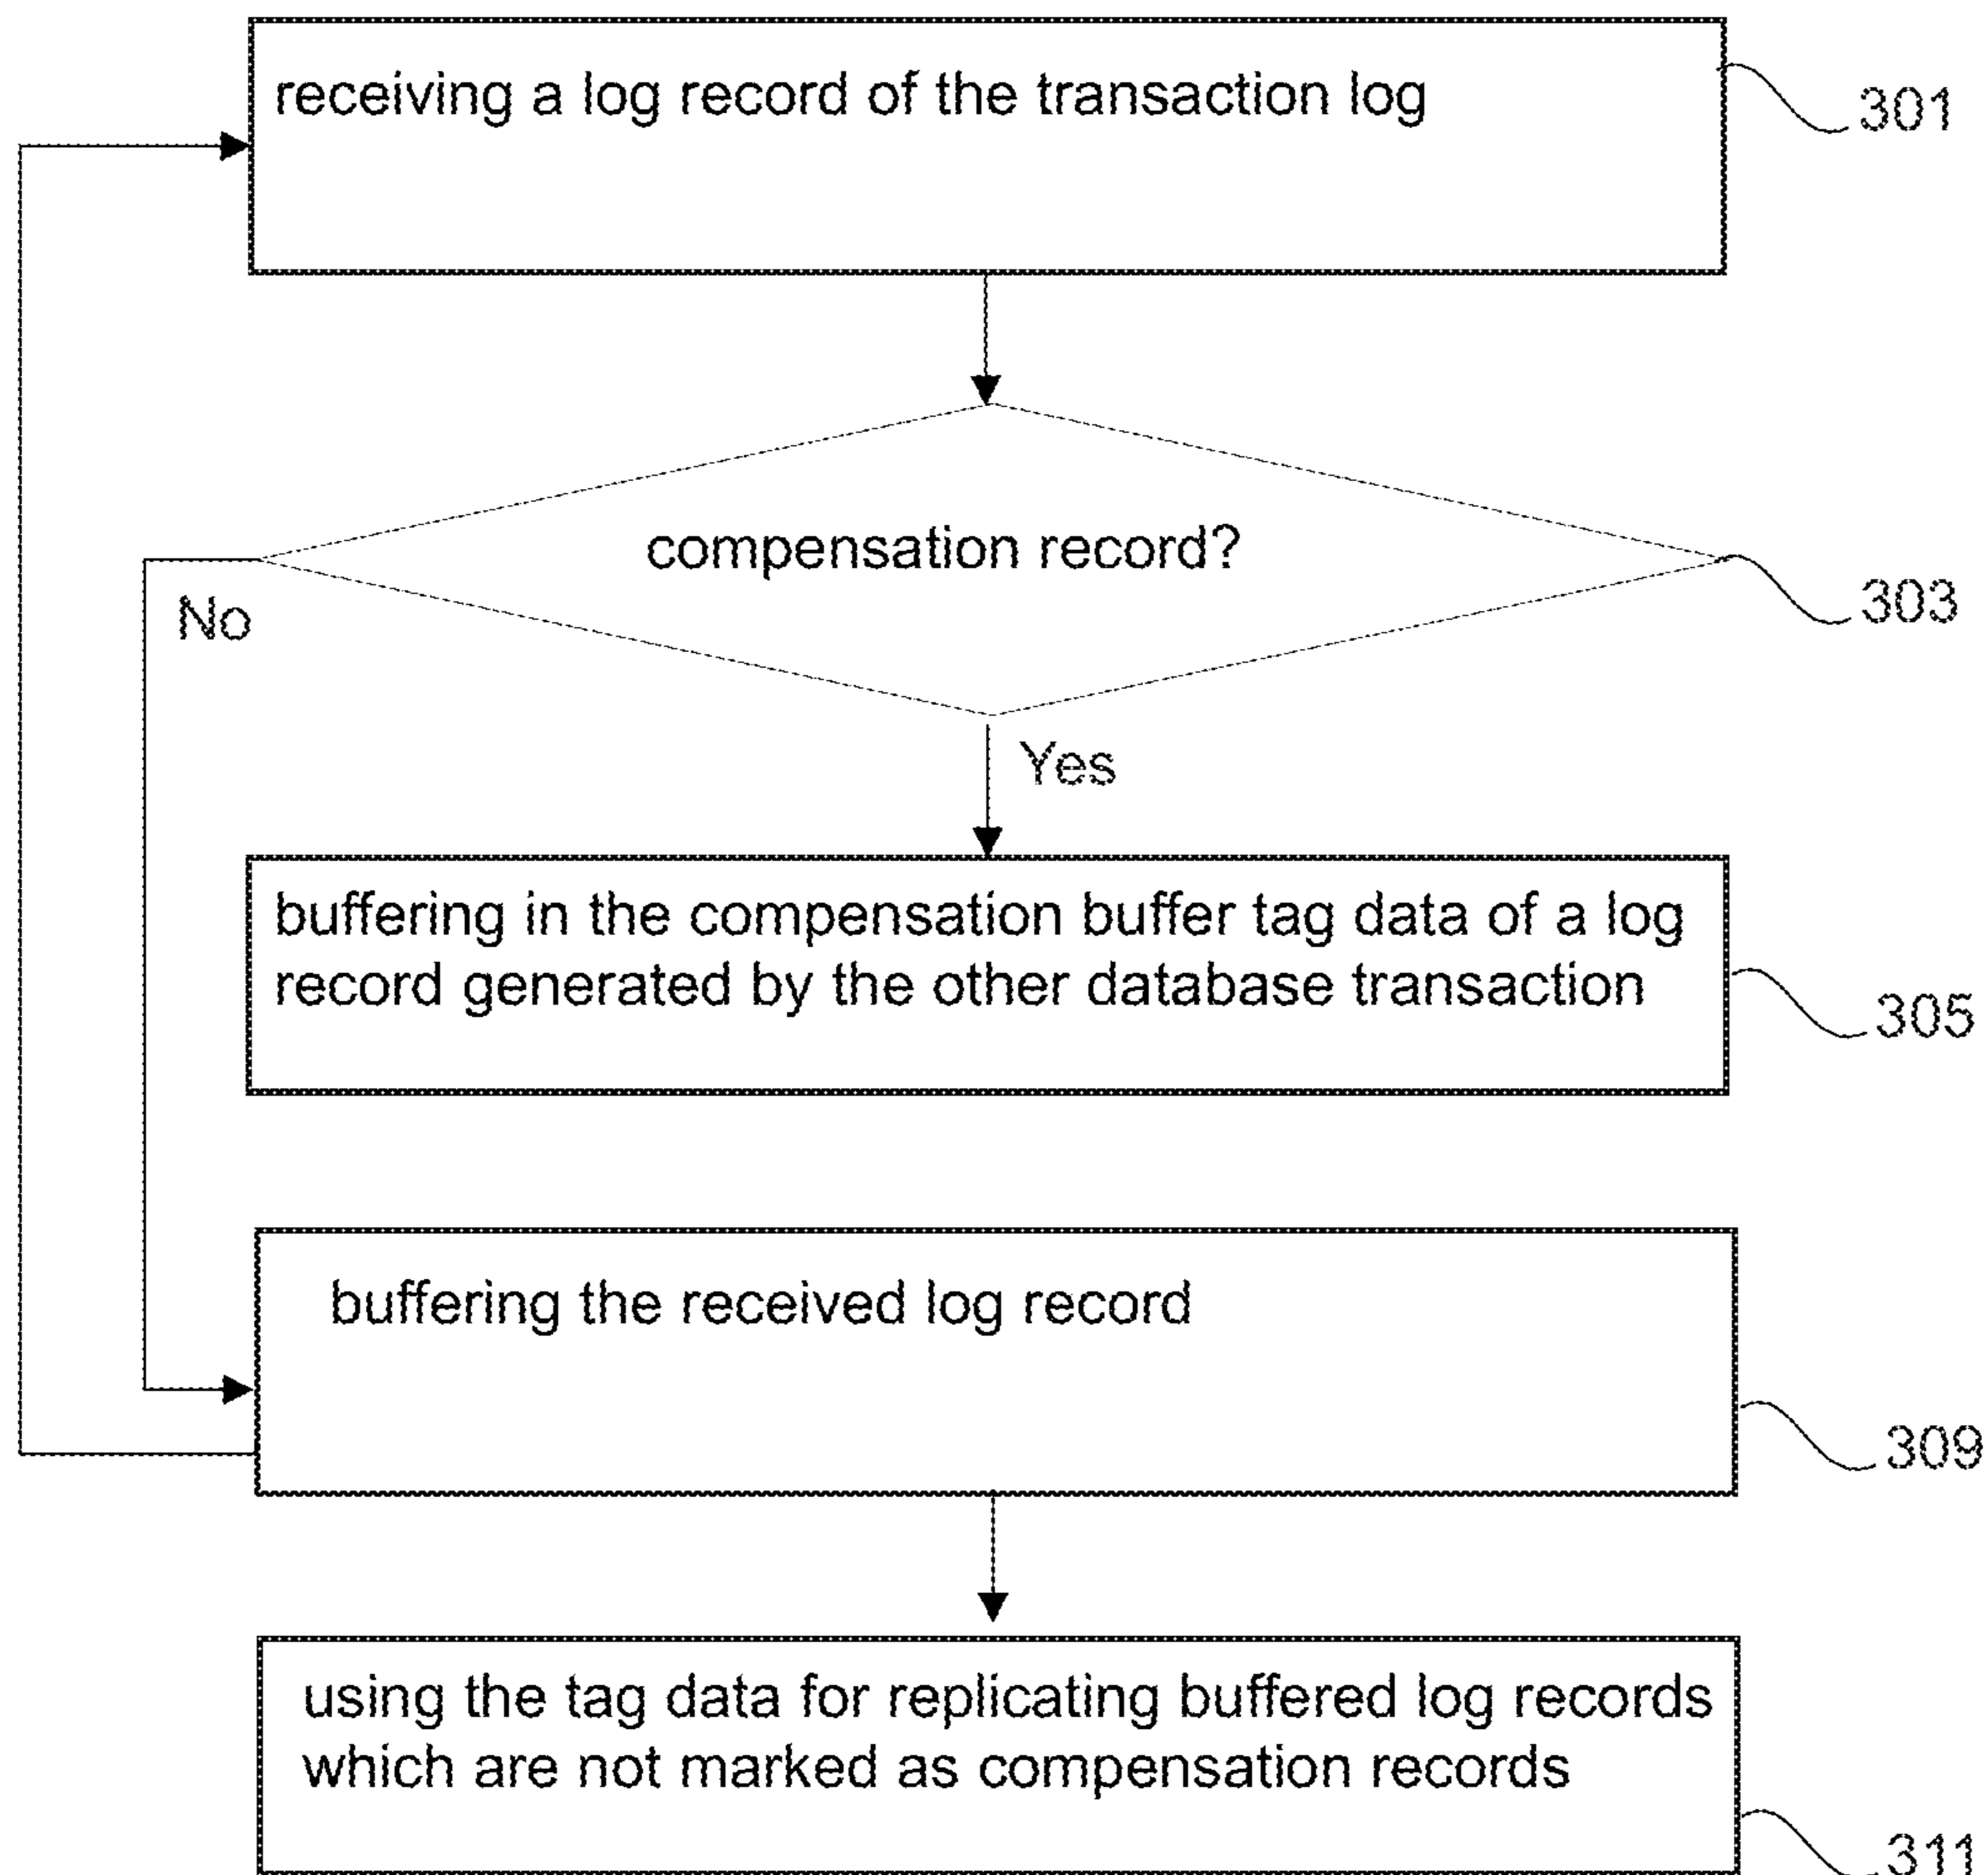 receiving a log record of the transaction log
301
compensation record?
303
No
Yes
buffering in the compensation buffer tag data of a log
record generated by the other database transaction
305
buffering the received log record
309
using the tag data for replicating buffered log records
which are not marked as compensation records
311